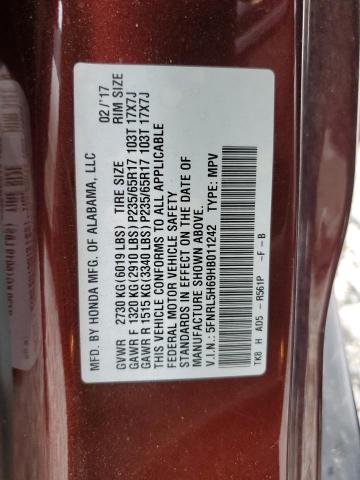 MFD. BY HONDA MFG. OF ALABAMA, LLC 02/'17
GVWR 2730 KG (6019 LBS) TIRE SIZE RIM SIZE
GAWR F 1320 KG (2910 LBS) P235/65R17 103T 17X7J
GAWR R 1515 KG (3340 LBS) P235/65R17 103T 17X7J
THIS VEHICLE CONFORMS TO ALL APPLICABLE
FEDERAL MOTOR VEHICLE SAFETY
STANDARDS IN EFFECT ON THE DATE OF
MANUFACTURE SHOWN ABOVE.
V.I.N.: 5FNRL5H69HB011242 TYPE: MPV
TK8 H AD5 - R561P - F - B